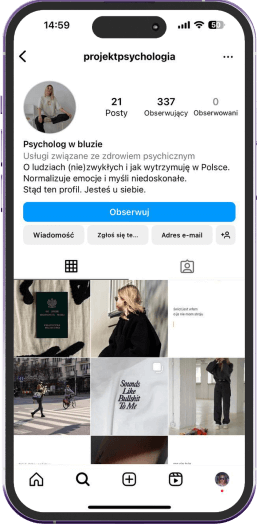 14:59
projektpsychologia
21 337 0
Posty Obserwujący Obserwowani
Psycholog w bluzie
Usługi związane ze zdrowiem psychicznym
O ludziach (nie)zwykłych i jak wytrzymuję w Polsce.
Normalizuje emocje i myśli niedoskonałe.
Stąd ten profil. Jesteś u siebie.
Obserwuj
Wiadomość Zgłoś się te... Adres e-mail
Sounds
Like
Bullshit
To Me